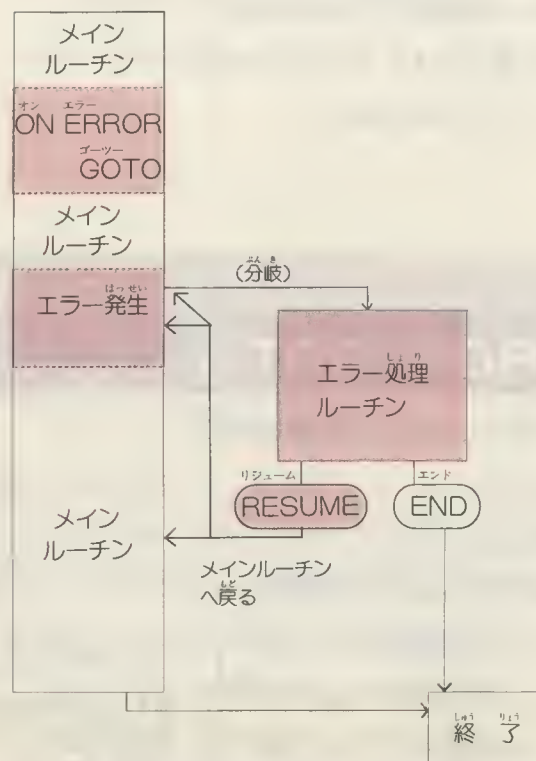 メイン
ルーチン
オン エラー
ON ERROR
ゴーツー
GOTO
メイン
ルーチン
はっせい
エラー発生
ぶんき
(分岐)
しょり
エラー処理
ルーチン
リジューム
RESUME
エンド
END
メイン
ルーチン
メインルーチン
もど
へ戻る
しゅうりょう
終 了